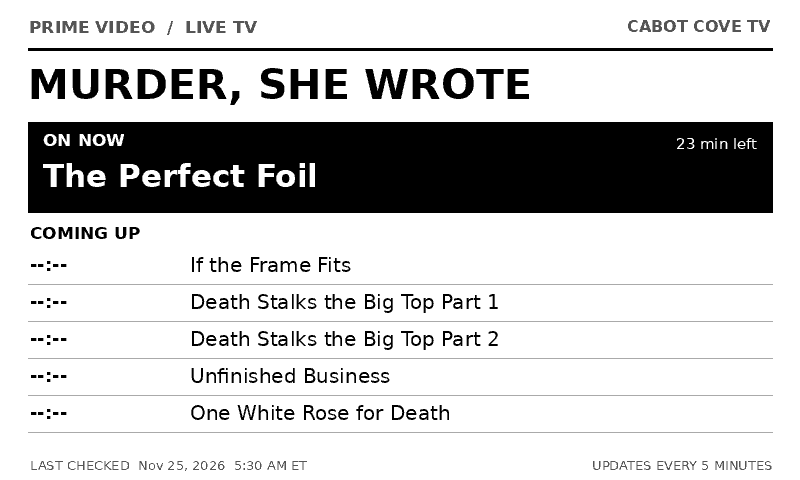 PRIME VIDEO / LIVE TV
CABOT COVE TV
MURDER, SHE WROTE
ON NOW
23 min left
The Perfect Foil
COMING UP
--:-- If the Frame Fits
--:-- Death Stalks the Big Top Part 1
--:-- Death Stalks the Big Top Part 2
--:-- Unfinished Business
--:-- One White Rose for Death
LAST CHECKED Nov 25, 2026 5:30 AM ET
UPDATES EVERY 5 MINUTES